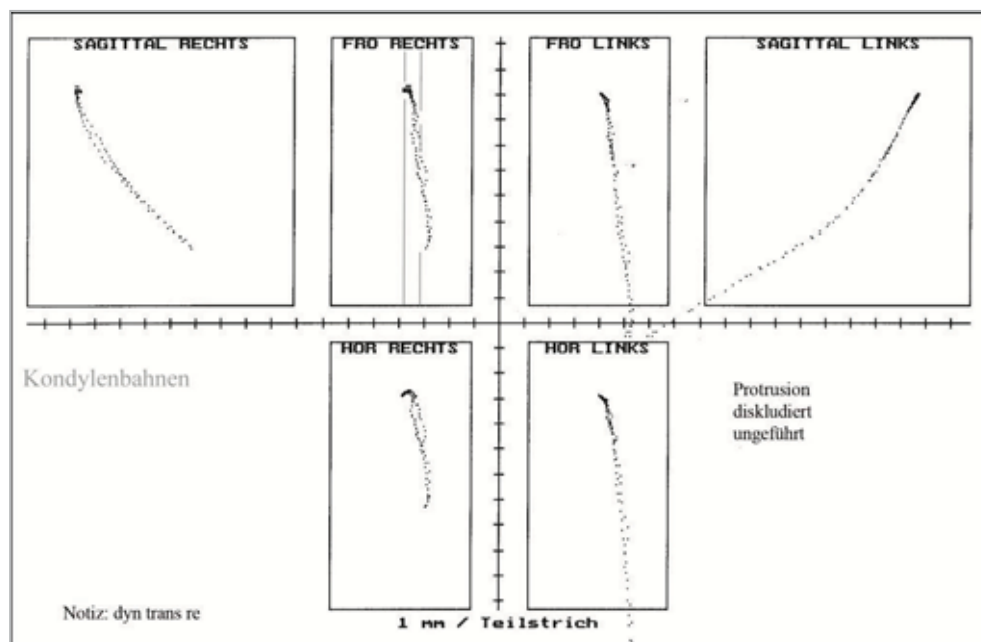 SAGITTAL RECHTS
FRO RECHTS
FRO LINKS
SAGITTAL LINKS
Kondylenbahnen
HOR RECHTS
HOR LINKS
Protrusion
diskludiert
ungeführt
Notiz: dyn trans re
1 mm / Teilstrich